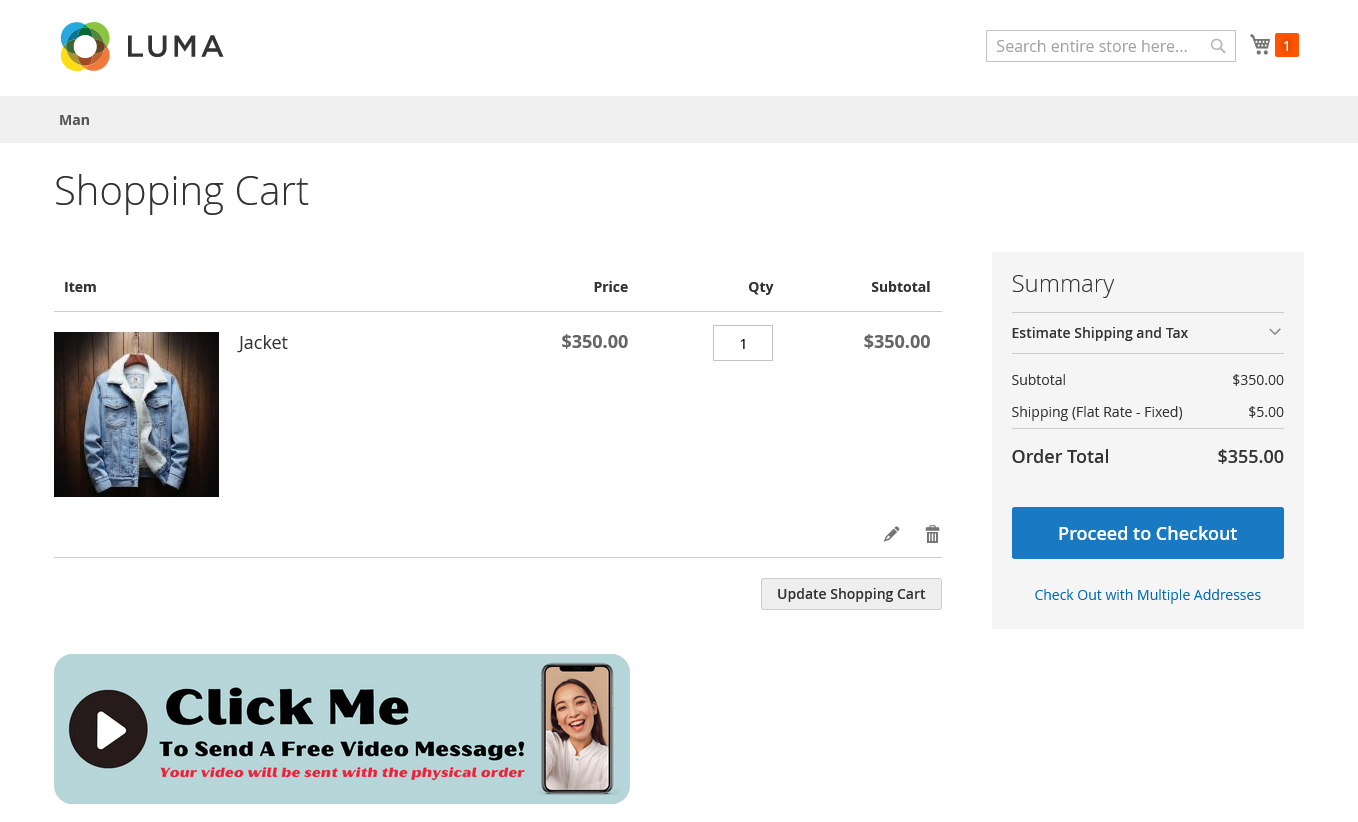 LUMA
Search entire store here...
1
Man
Shopping Cart
Item Price Qty Subtotal
Jacket $350.00 1 $350.00
Update Shopping Cart
Summary
Estimate Shipping and Tax
Subtotal $350.00
Shipping (Flat Rate - Fixed) $5.00
Order Total $355.00
Proceed to Checkout
Check Out with Multiple Addresses
Click Me
To Send A Free Video Message!
Your video will be sent with the physical order